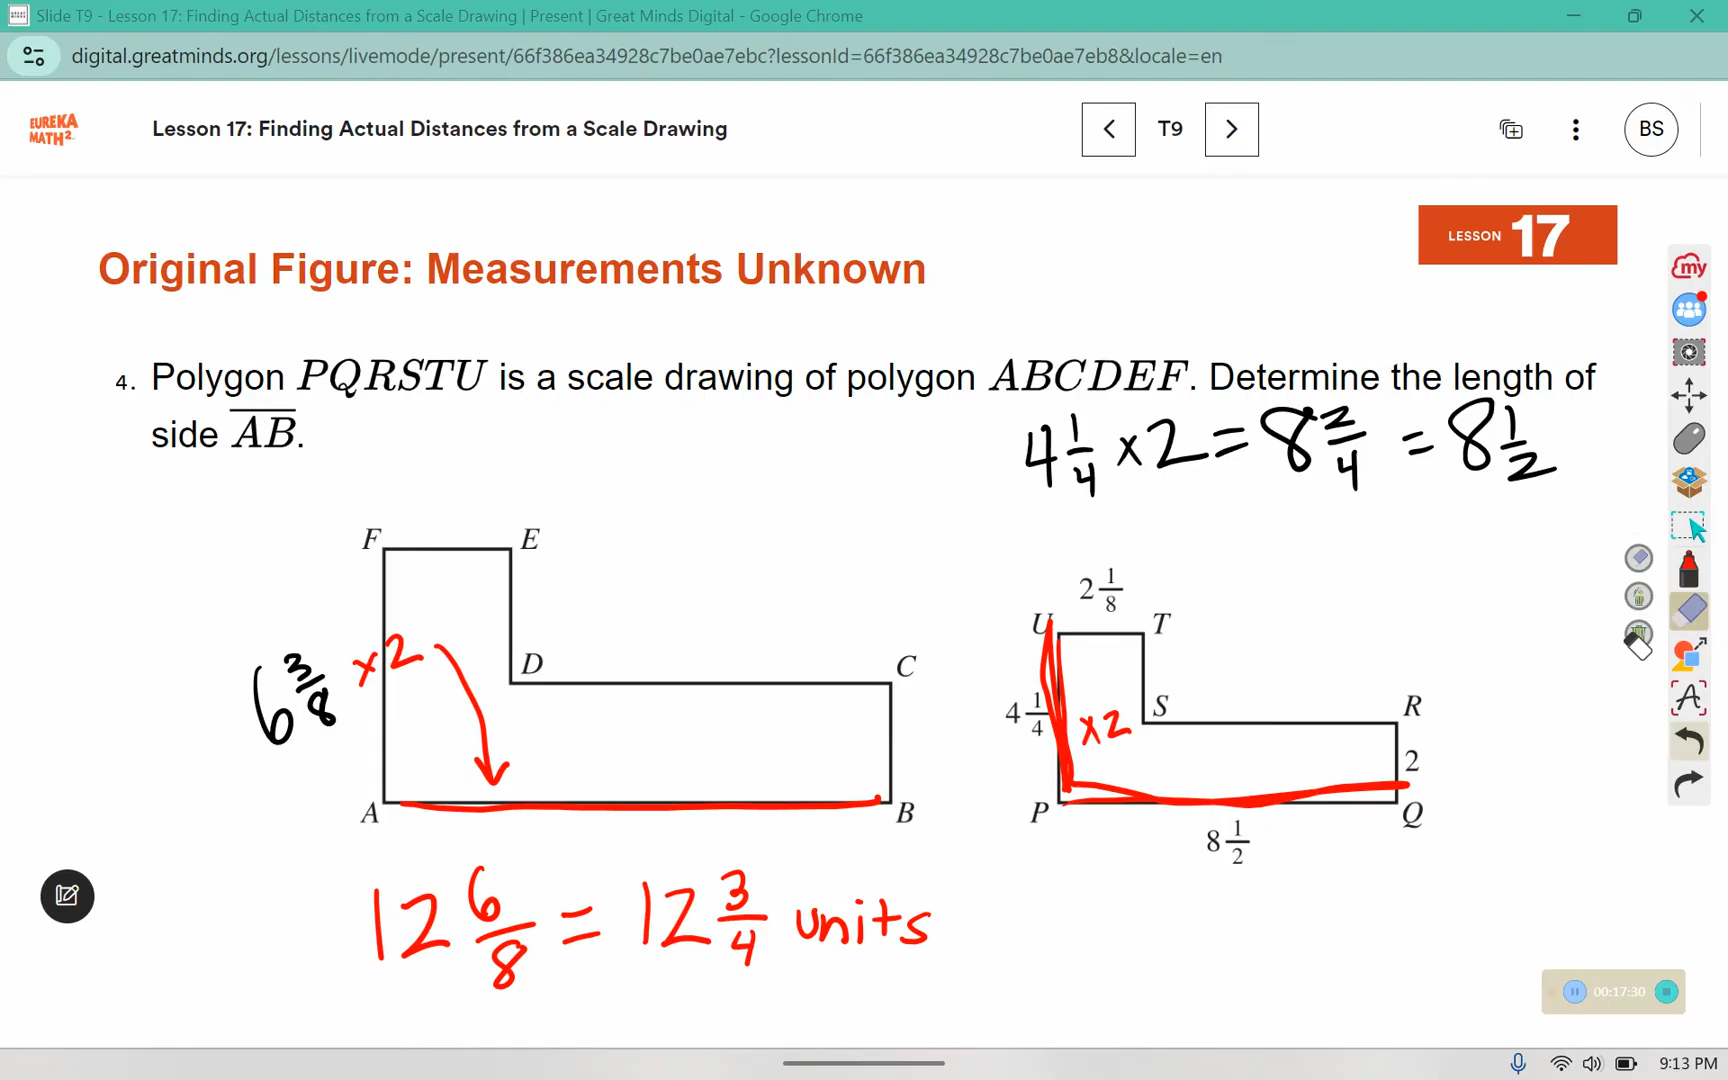 Slide T9 - Lesson 17: Finding Actual Distances from a Scale Drawing | Present | Great Minds Digital - Google Chrome
digital.greatminds.org/lessons/livemode/present/66f386ea34928c7be0ae7ebc?lessonId=66f386ea34928c7be0ae7eb8&locale=en
EUREKA
MATH²
Lesson 17: Finding Actual Distances from a Scale Drawing
T9
BS
LESSON 17
Original Figure: Measurements Unknown
my
4. Polygon PQRSTU is a scale drawing of polygon ABCDEF. Determine the length of
side AB.
4 1/4 x 2 = 8 2/4 = 8 1/2
F E
2 1/8
U T
6 3/8 x2 D C
4 1/4 x2 S R
2
A B P Q
8 1/2
12 6/8 = 12 3/4 units
A
00:17:30
9:13 PM